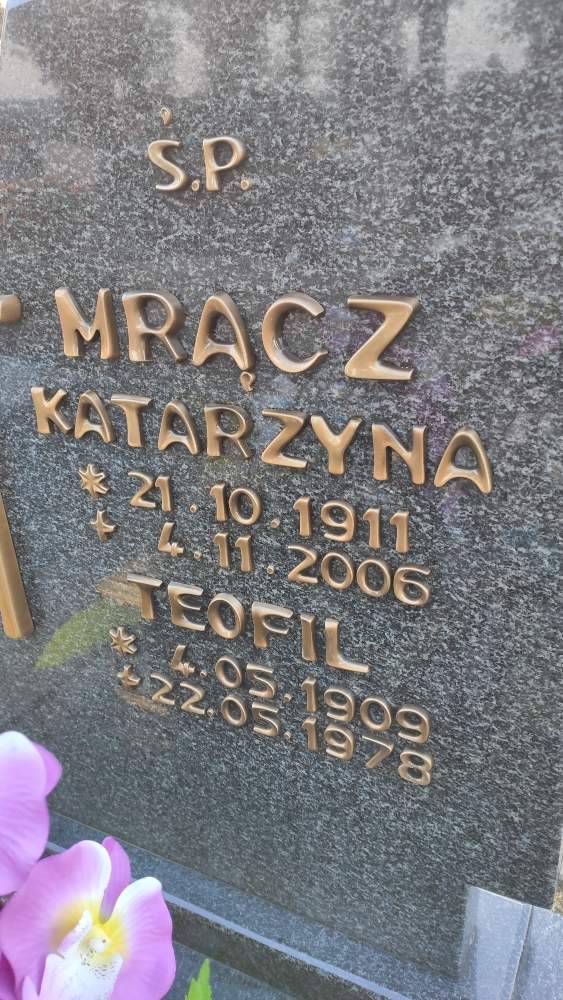 Ś.P.
MRĄCZ
KATARZYNA
* 21.10.1911
+ 4.11.2006
TEOFIL
* 4.05.1909
+ 22.05.1978